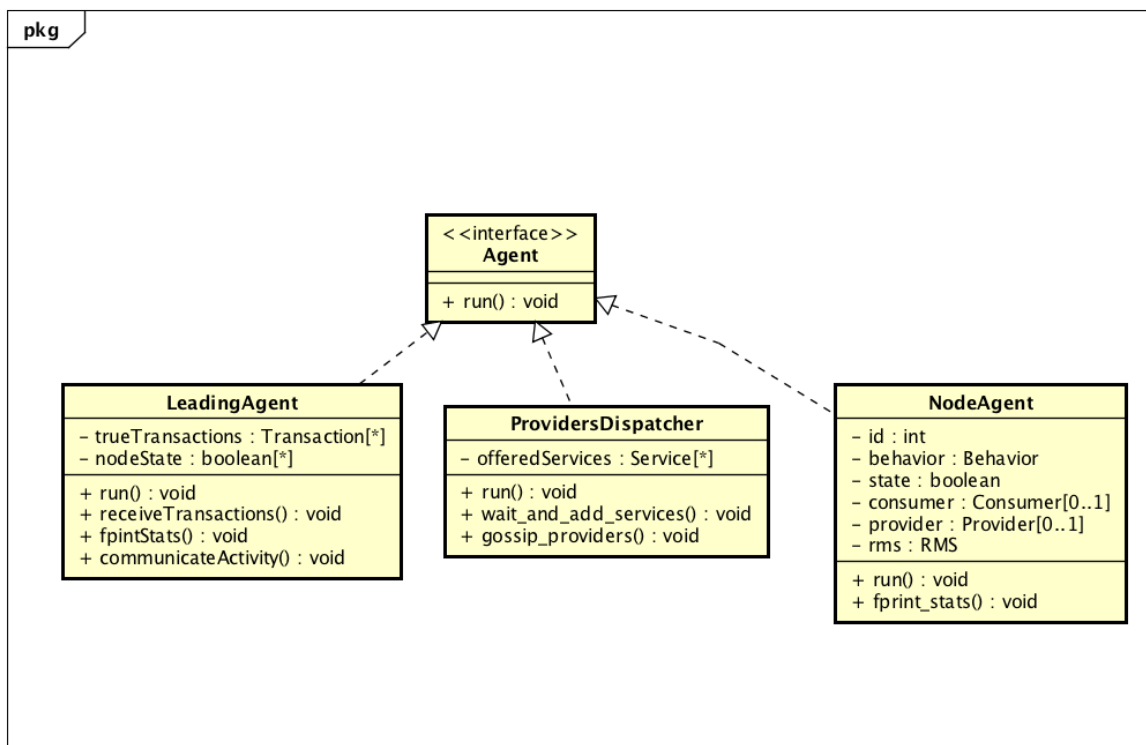 pkg
<<interface>>
Agent
+ run() : void
LeadingAgent
– trueTransactions : Transaction[*]
– nodeState : boolean[*]
+ run() : void
+ receiveTransactions() : void
+ fpintStats() : void
+ communicateActivity() : void
ProvidersDispatcher
– offeredServices : Service[*]
+ run() : void
+ wait_and_add_services() : void
+ gossip_providers() : void
NodeAgent
– id : int
– behavior : Behavior
– state : boolean
– consumer : Consumer[0..1]
– provider : Provider[0..1]
– rms : RMS
+ run() : void
+ fprint_stats() : void